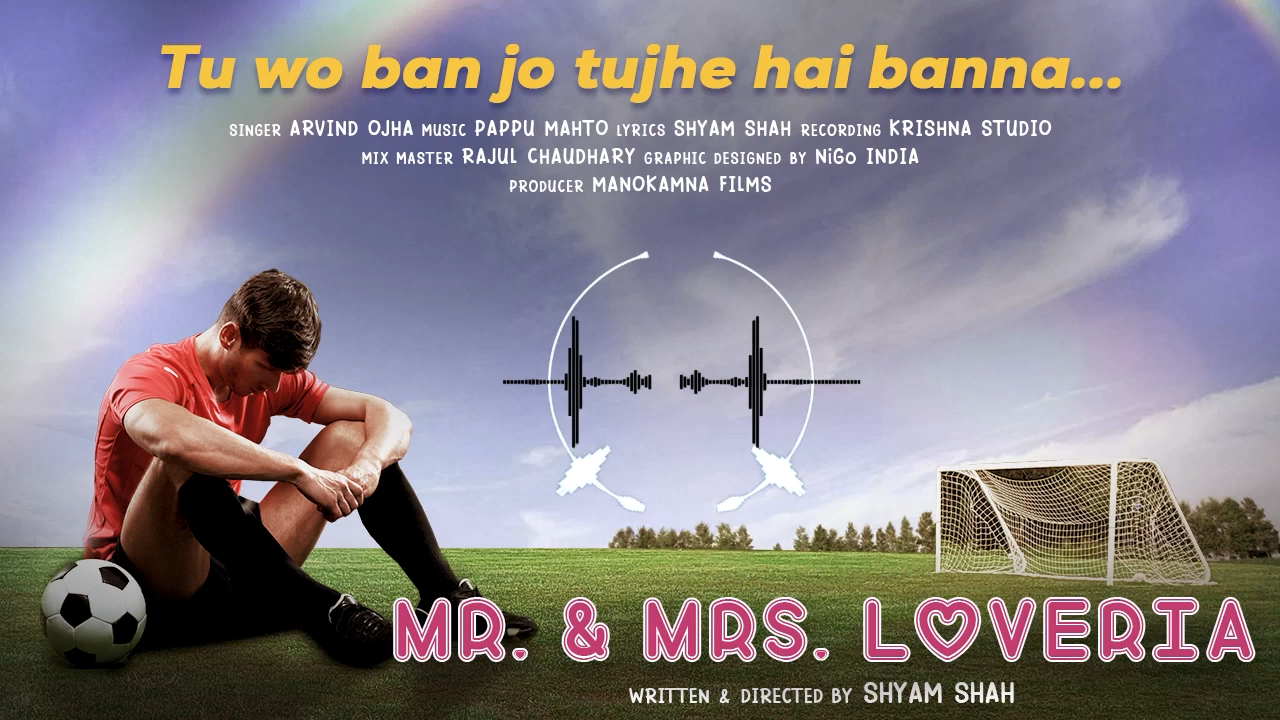 Tu wo ban jo tujhe hai banna...
SINGER ARVIND OJHA MUSIC PAPPU MAHTO LYRICS SHYAM SHAH RECORDING KRISHNA STUDIO
MIX MASTER RAJUL CHAUDHARY GRAPHIC DESIGNED BY NiGo INDIA
PRODUCER MANOKAMNA FILMS
MR. & MRS. LOVERIA
WRITTEN & DIRECTED BY SHYAM SHAH